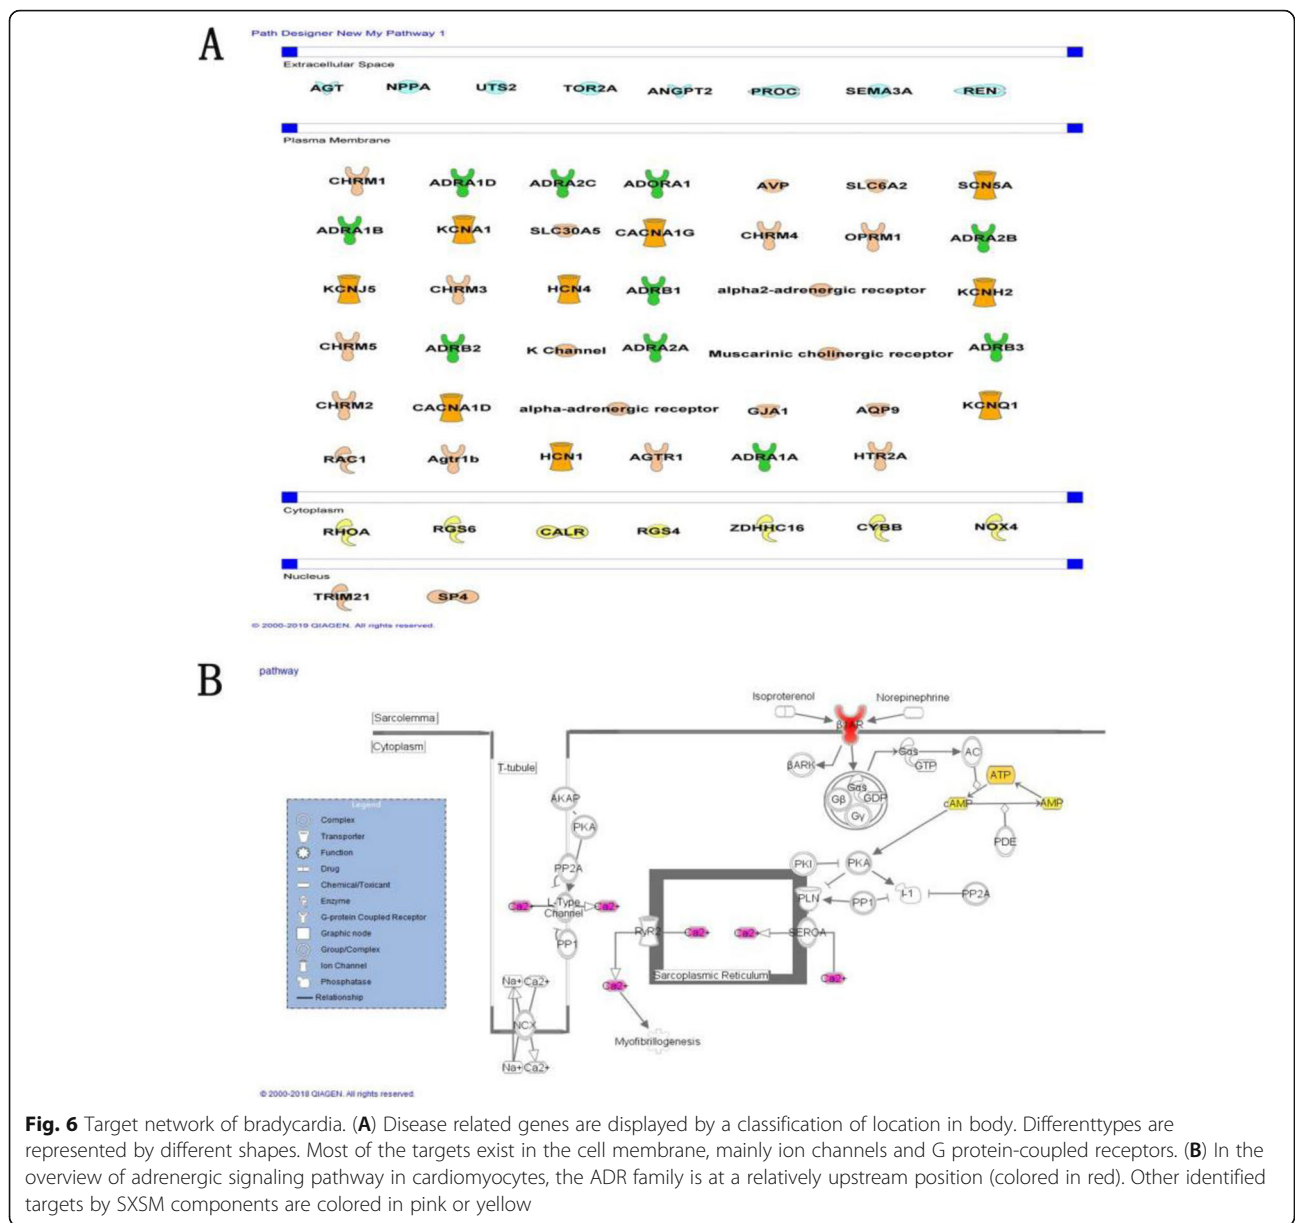 A
Path Designer New My Pathway 1
Extracellular Space
AGT NPPA UTS2 TOR2A ANGPT2 PROC SEMA3A REN
Plasma Membrane
CHRM1 ADRA1D ADRA2C ADORA1 AVP SLC6A2 SCN5A
ADRA1B KCNA1 SLC30A5 CACNA1G CHRM4 OPRM1 ADRA2B
KCNJ5 CHRM3 HCN4 ADRB1 alpha2-adrenergic receptor KCNH2
CHRM5 ADRB2 K Channel ADRA2A Muscarinic cholinergic receptor ADRB3
CHRM2 CACNA1D alpha-adrenergic receptor GJA1 AQP9 KCNQ1
RAC1 Agtr1b HCN1 AGTR1 ADRA1A HTR2A
Cytoplasm
RHOA RGS6 CALR RGS4 ZDHHC16 CYBB NOX4
Nucleus
TRIM21 SP4
© 2000-2019 QIAGEN. All rights reserved.
B
pathway
Isoproterenol Norepinephrine
Sarcolemma
Cytoplasm
T-tubule
βARK Gαs GTP AC
ATP
Gαs
Gβ GDP
Gγ
cAMP AMP
PDE
AKAP
PKA
PP2A
PKI PKA
PLN PP1 I-1 PP2A
Ca2+ L-Type Channel Ca2+
PP1
RyR2 Ca2+ Ca2+
Sarcoplasmic Reticulum
Ca2+ Ca2+
Na+ Ca2+
NCX
Na+ Ca2+
Myofibrillogenesis
Legend
Complex
Transporter
Function
Drug
Chemical/Toxicant
Enzyme
G-protein Coupled Receptor
Graphic node
Group/Complex
Ion Channel
Phosphatase
Relationship
© 2000-2018 QIAGEN. All rights reserved.
Fig. 6 Target network of bradycardia. (A) Disease related genes are displayed by a classification of location in body. Differenttypes are
represented by different shapes. Most of the targets exist in the cell membrane, mainly ion channels and G protein-coupled receptors. (B) In the
overview of adrenergic signaling pathway in cardiomyocytes, the ADR family is at a relatively upstream position (colored in red). Other identified
targets by SXSM components are colored in pink or yellow